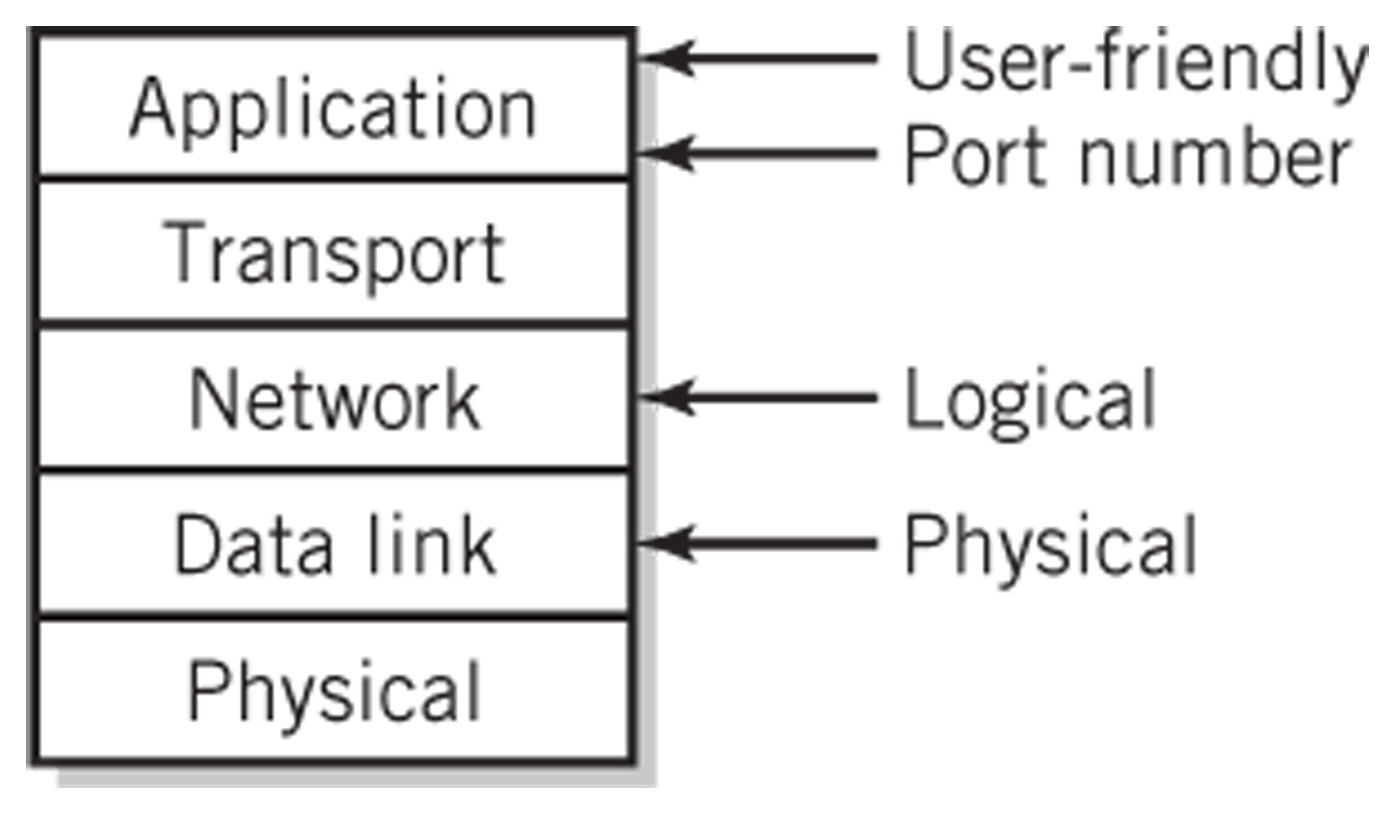 Application
User-friendly
Port number
Transport
Network
Logical
Data link
Physical
Physical